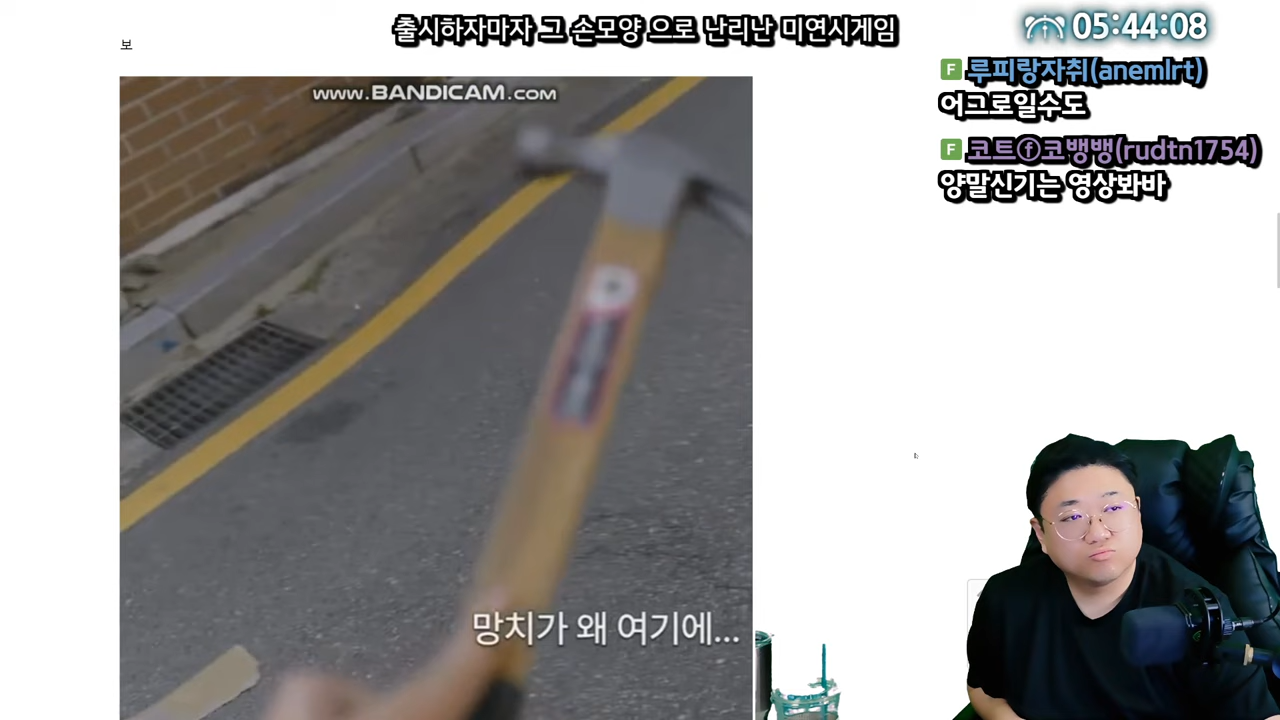 출시하자마자 그 손모양 으로 난리난 미연시게임
05:44:08
보
www.BANDICAM.com
F 루피랑자취(anemlrt)
어그로일수도
F 코트ⓕ코뱅뱅(rudtn1754)
양말신기는 영상봐바
망치가 왜 여기에...